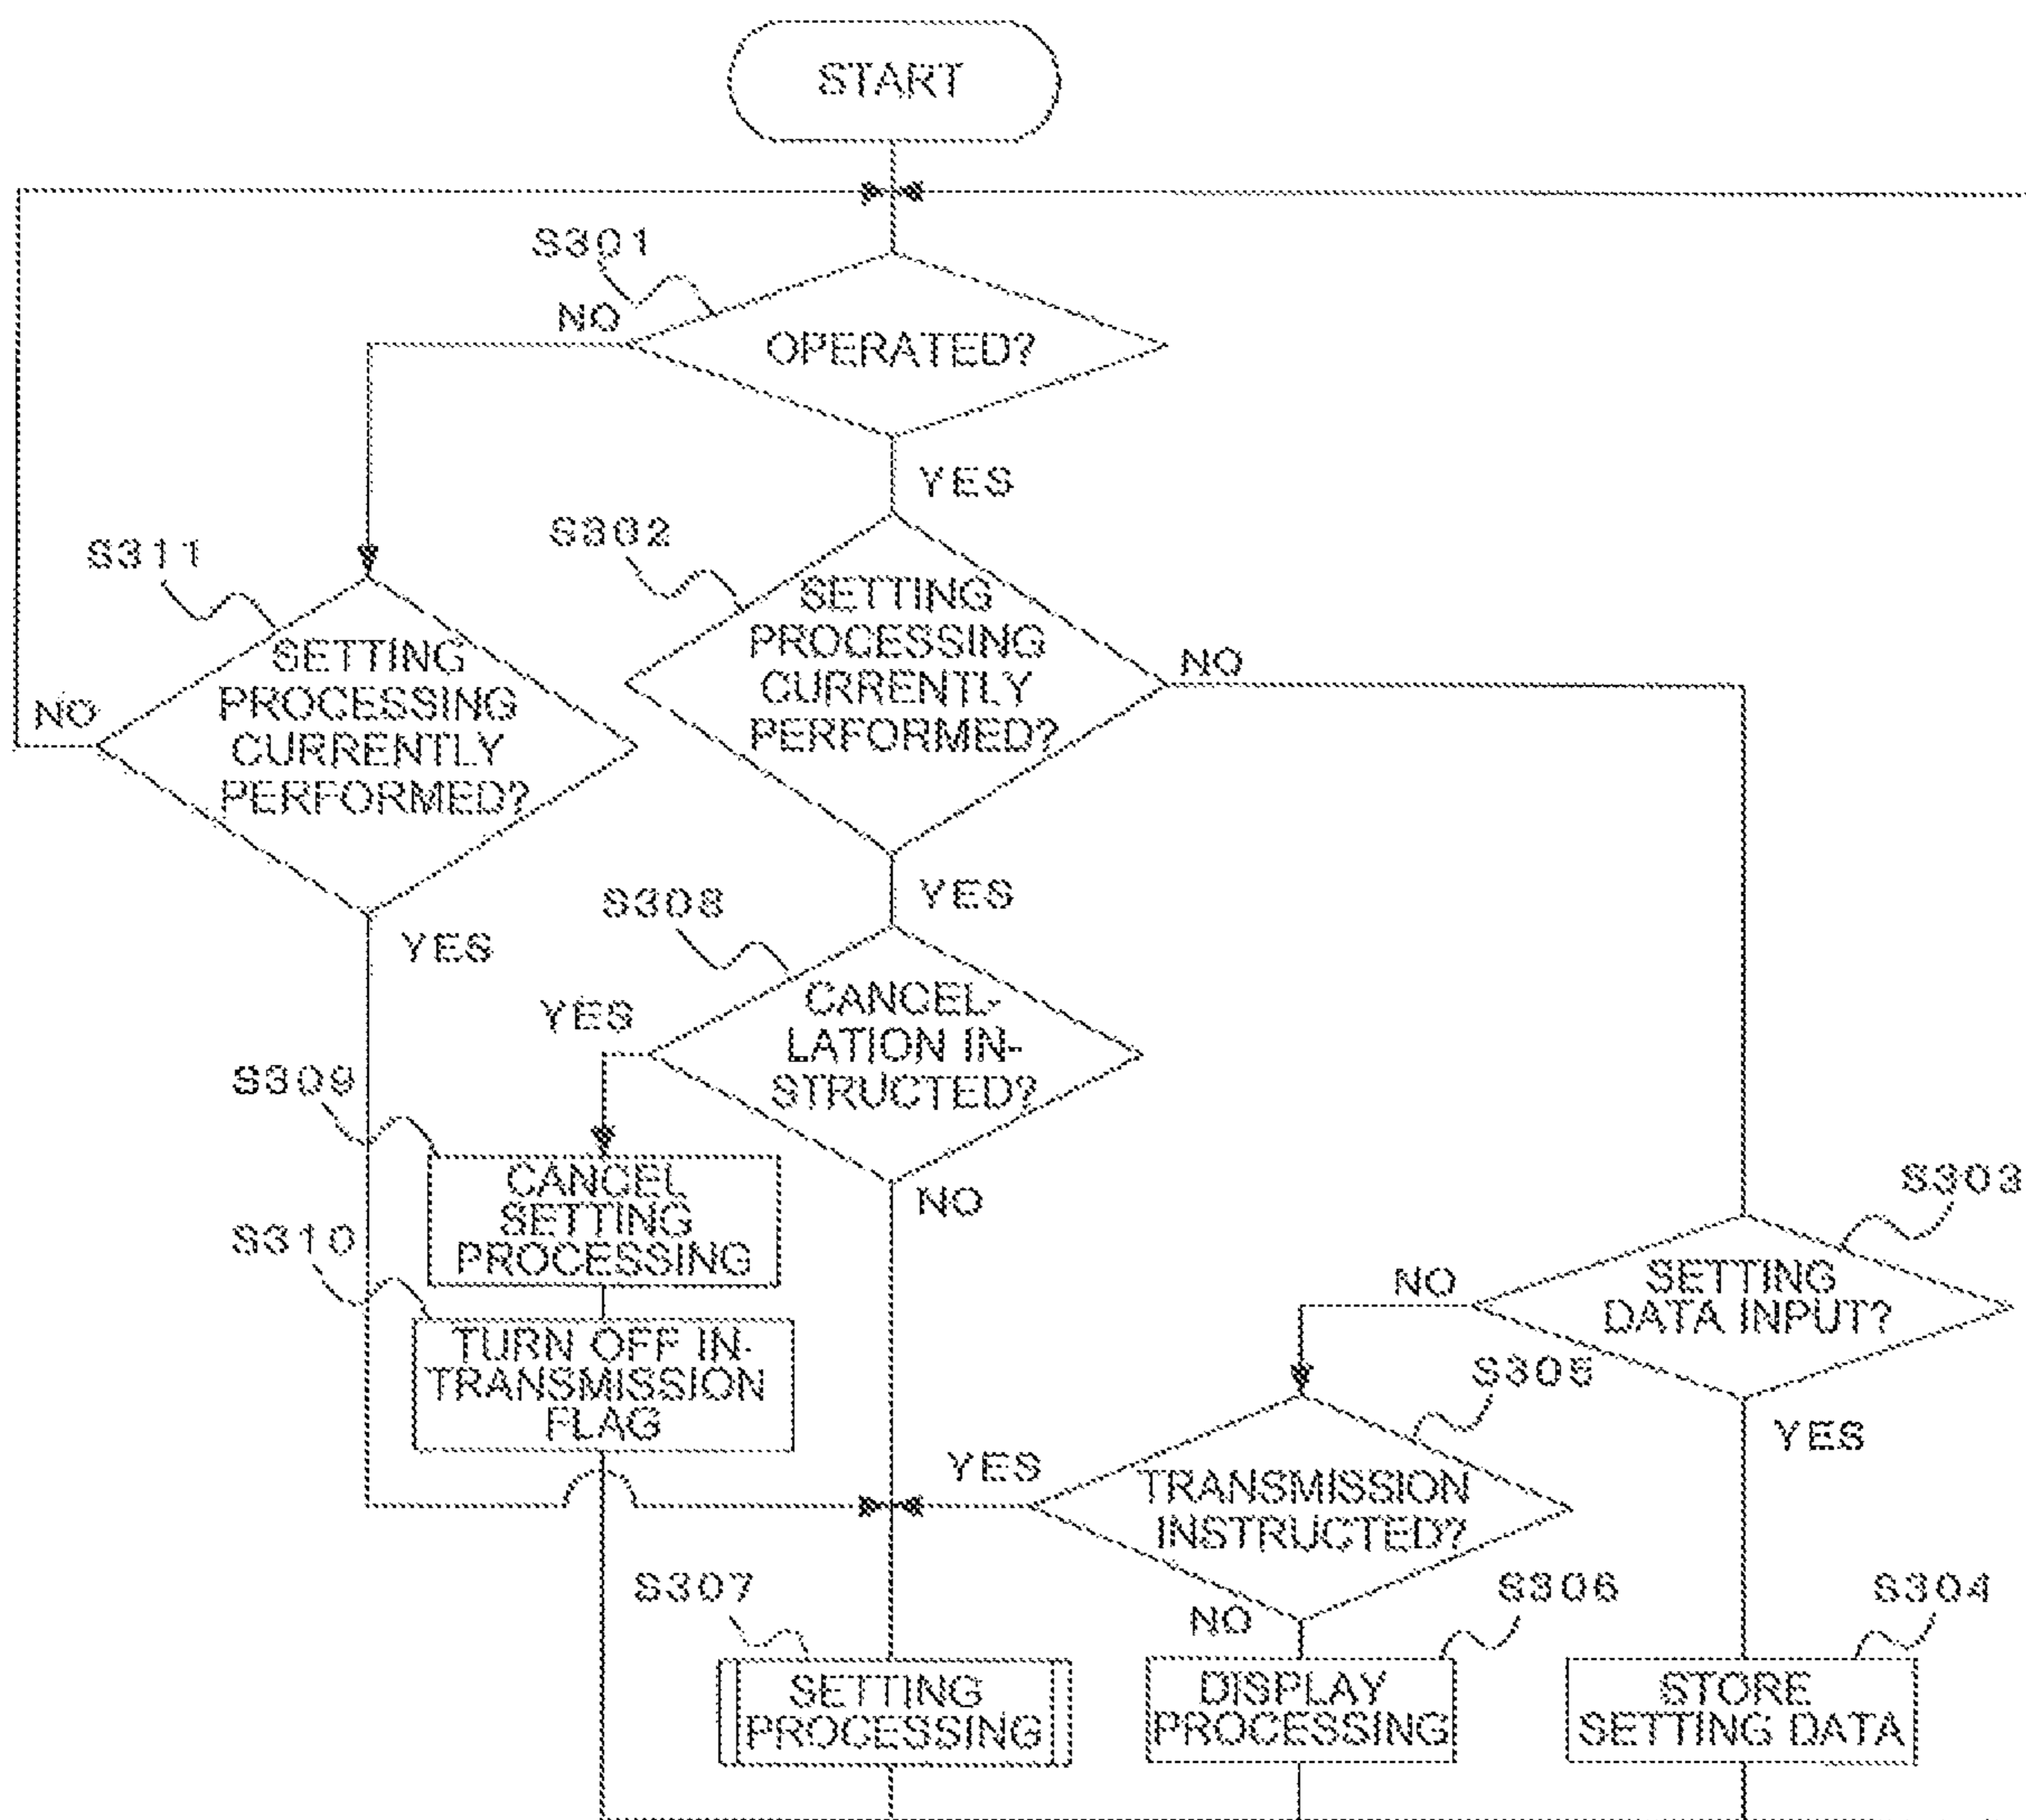 START
S301
NO
OPERATED?
YES
S311
S302
SETTING
PROCESSING
CURRENTLY
PERFORMED?
NO
SETTING
PROCESSING
CURRENTLY
PERFORMED?
NO
YES
YES
S308
CANCEL-
LATION IN-
STRUCTED?
YES
NO
S309
CANCEL
SETTING
PROCESSING
S310
TURN OFF IN-
TRANSMISSION
FLAG
S303
SETTING
DATA INPUT?
NO
YES
S305
TRANSMISSION
INSTRUCTED?
YES
NO
S307
SETTING
PROCESSING
S306
DISPLAY
PROCESSING
S304
STORE
SETTING DATA